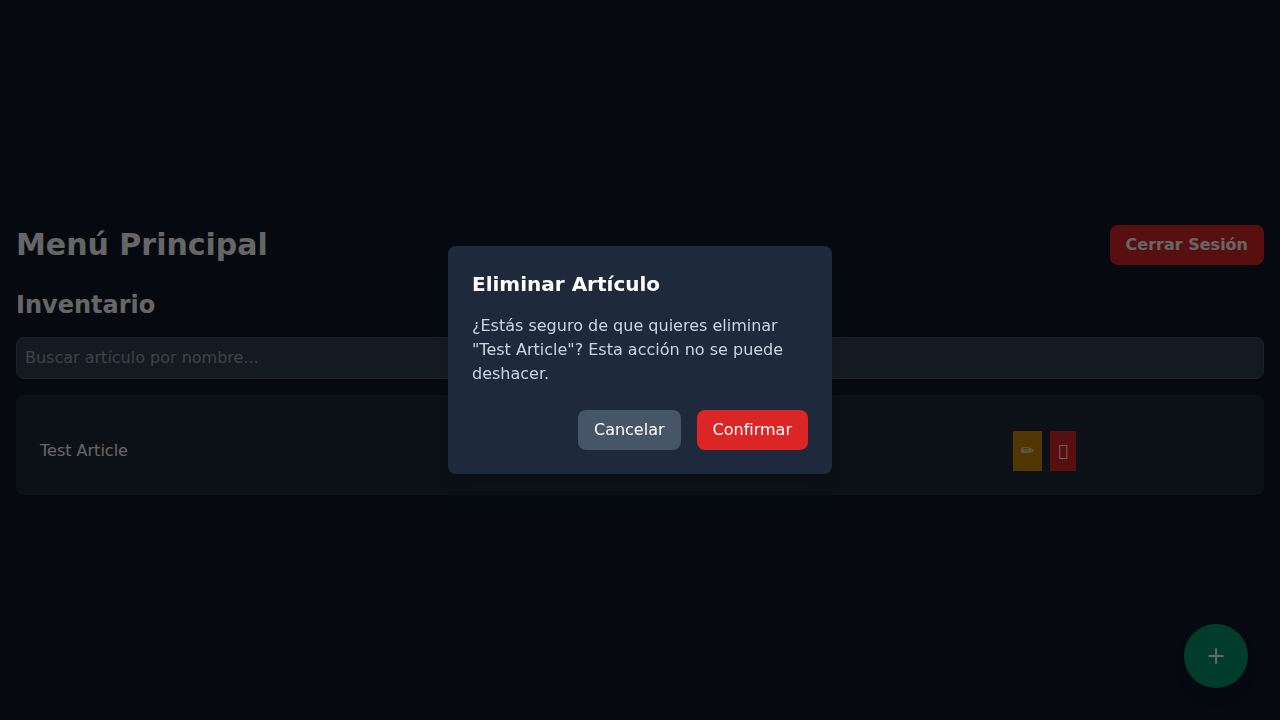 Menú Principal
Cerrar Sesión
Inventario
Buscar artículo por nombre...
Test Article
Eliminar Artículo
¿Estás seguro de que quieres eliminar
"Test Article"? Esta acción no se puede
deshacer.
Cancelar
Confirmar
+